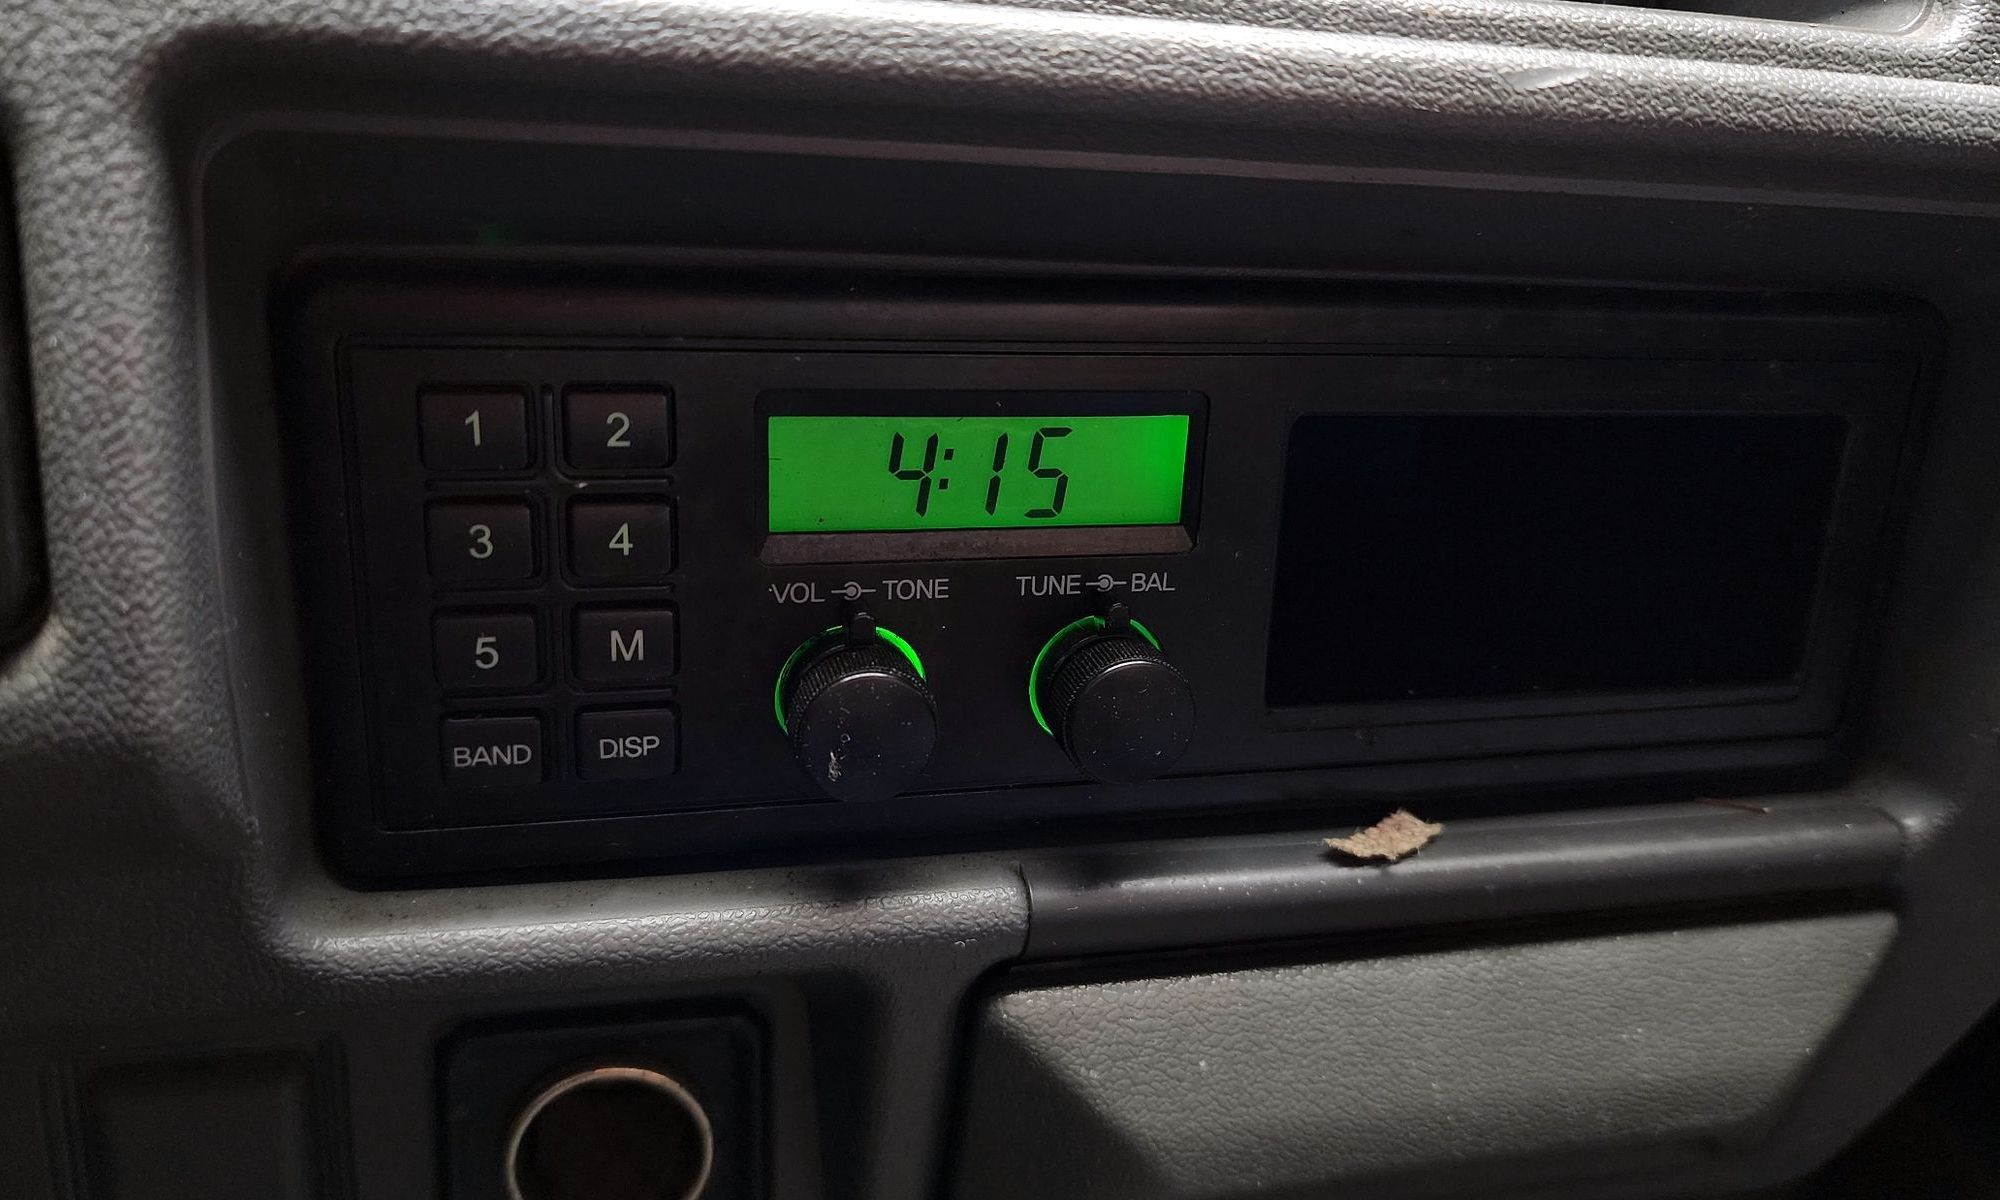 1 2
4:15
3 4
VOL TONE
TUNE BAL
5 M
BAND DISP